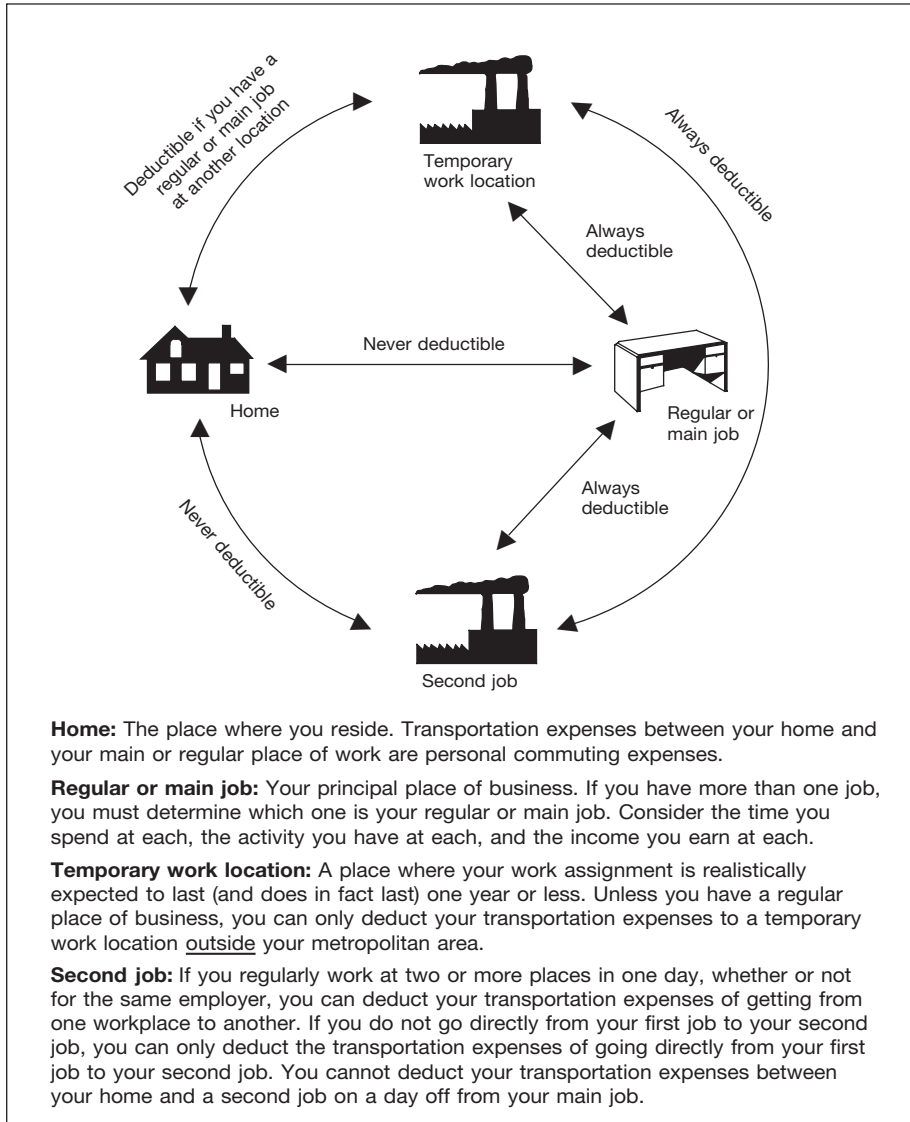 Deductible if you have a
regular or main job
at another location
Temporary
work location
Always deductible
Always
deductible
Never deductible
Home
Regular or
main job
Always
deductible
Never deductible
Second job
Home: The place where you reside. Transportation expenses between your home and
your main or regular place of work are personal commuting expenses.
Regular or main job: Your principal place of business. If you have more than one job,
you must determine which one is your regular or main job. Consider the time you
spend at each, the activity you have at each, and the income you earn at each.
Temporary work location: A place where your work assignment is realistically
expected to last (and does in fact last) one year or less. Unless you have a regular
place of business, you can only deduct your transportation expenses to a temporary
work location outside your metropolitan area.
Second job: If you regularly work at two or more places in one day, whether or not
for the same employer, you can deduct your transportation expenses of getting from
one workplace to another. If you do not go directly from your first job to your second
job, you can only deduct the transportation expenses of going directly from your first
job to your second job. You cannot deduct your transportation expenses between
your home and a second job on a day off from your main job.